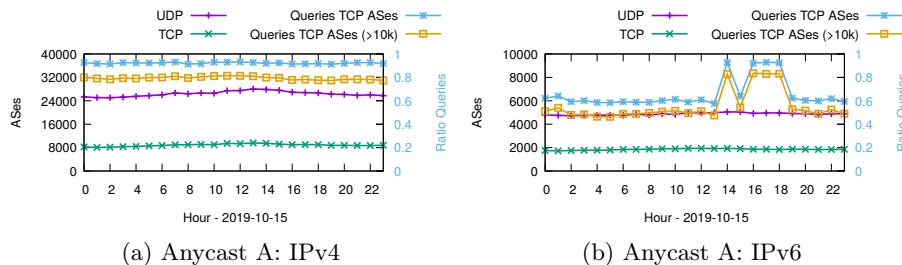 UDP
TCP
Queries TCP ASes
Queries TCP ASes (>10k)
40000
32000
24000
16000
8000
0
ASes
1
0.8
0.6
0.4
0.2
0
Ratio Queries
0 2 4 6 8 10 12 14 16 18 20 22
Hour - 2019-10-15
(a) Anycast A: IPv4
UDP
TCP
Queries TCP ASes
Queries TCP ASes (>10k)
10000
8000
6000
4000
2000
0
ASes
1
0.8
0.6
0.4
0.2
0
Ratio Queries
0 2 4 6 8 10 12 14 16 18 20 22
Hour - 2019-10-15
(b) Anycast A: IPv6